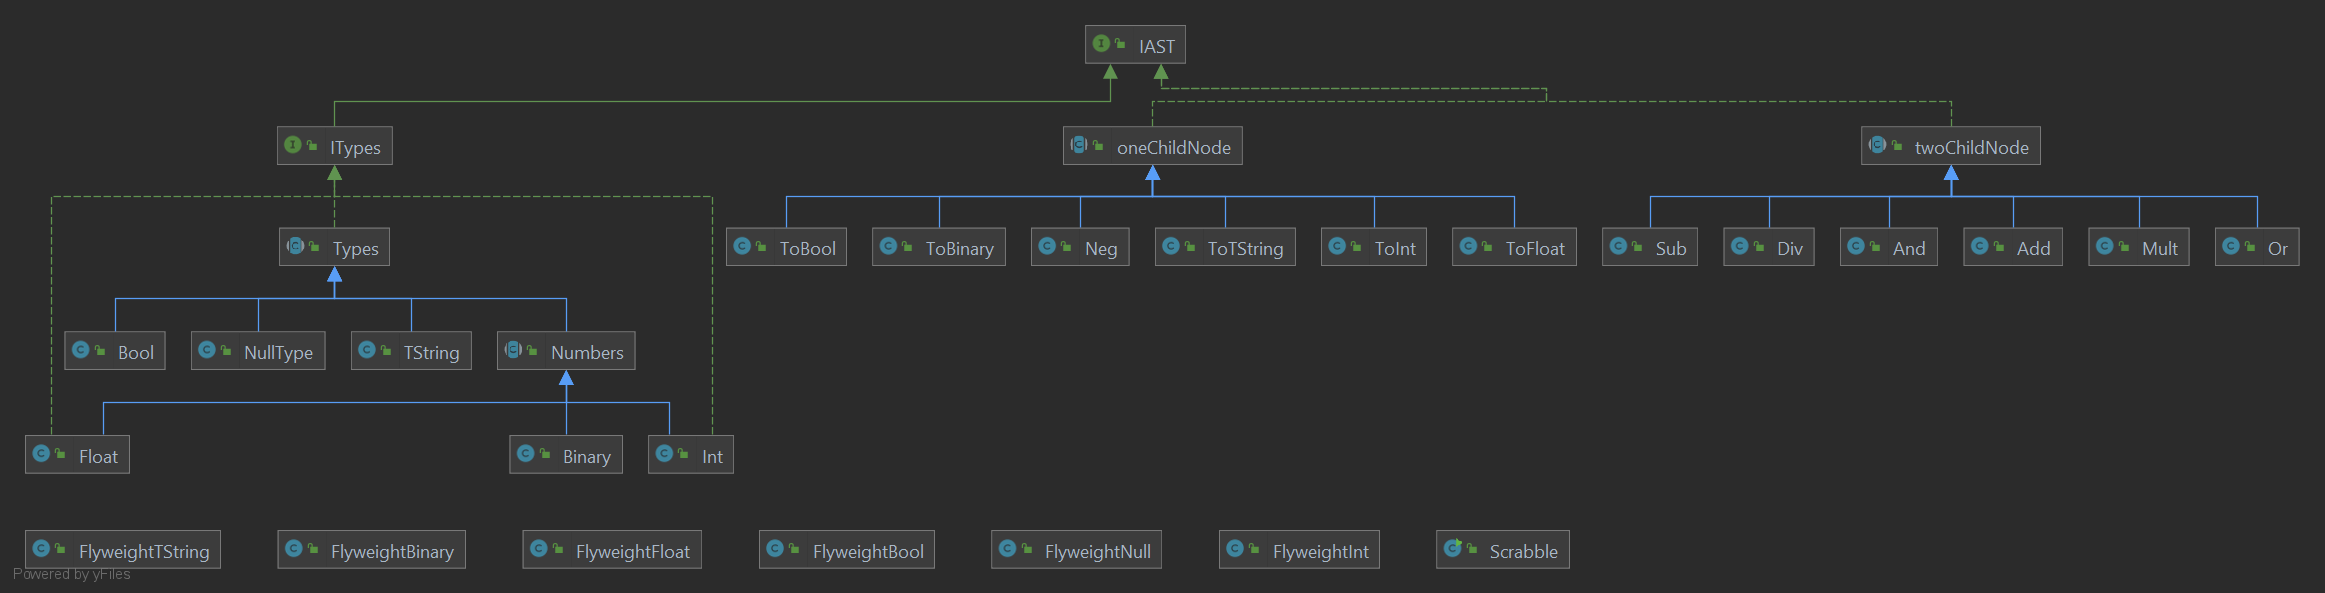 IAST
ITypes
oneChildNode
twoChildNode
Types
ToBool
ToBinary
Neg
ToTString
ToInt
ToFloat
Sub
Div
And
Add
Mult
Or
Bool
NullType
TString
Numbers
Float
Binary
Int
FlyweightTString
FlyweightBinary
FlyweightFloat
FlyweightBool
FlyweightNull
FlyweightInt
Scrabble
Powered by yFiles